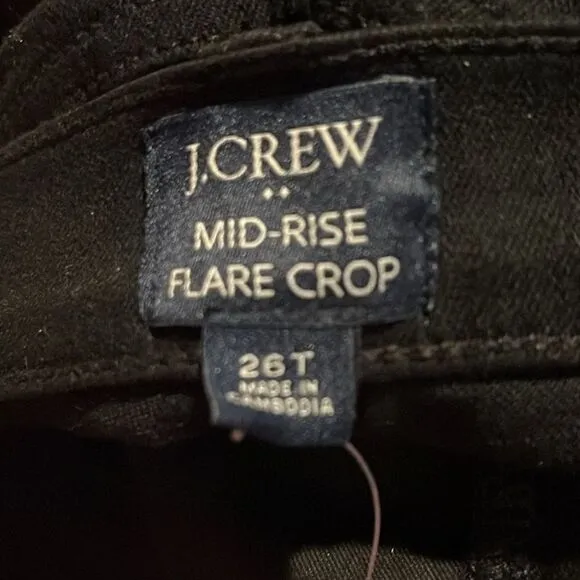 J.CREW
MID-RISE
FLARE CROP
26T
MADE IN
CAMBODIA